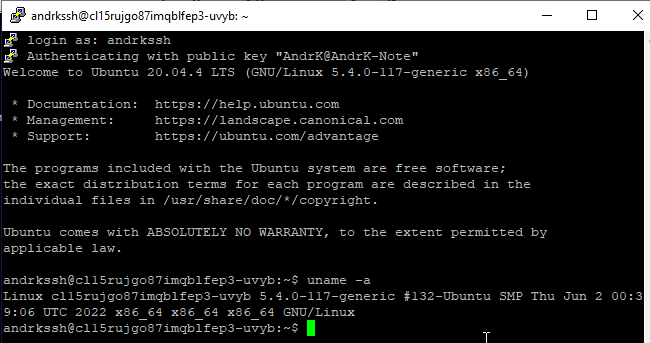 andrkssh@cl15rujgo87imqblfep3-uvyb: ~
login as: andrkssh
Authenticating with public key "AndrK@AndrK-Note"
Welcome to Ubuntu 20.04.4 LTS (GNU/Linux 5.4.0-117-generic x86_64)
* Documentation:  https://help.ubuntu.com
* Management:     https://landscape.canonical.com
* Support:        https://ubuntu.com/advantage
The programs included with the Ubuntu system are free software;
the exact distribution terms for each program are described in the
individual files in /usr/share/doc/*/copyright.
Ubuntu comes with ABSOLUTELY NO WARRANTY, to the extent permitted by
applicable law.
andrkssh@cl15rujgo87imqblfep3-uvyb:~$ uname -a
Linux cl15rujgo87imqblfep3-uvyb 5.4.0-117-generic #132-Ubuntu SMP Thu Jun 2 00:3
9:06 UTC 2022 x86_64 x86_64 x86_64 GNU/Linux
andrkssh@cl15rujgo87imqblfep3-uvyb:~$